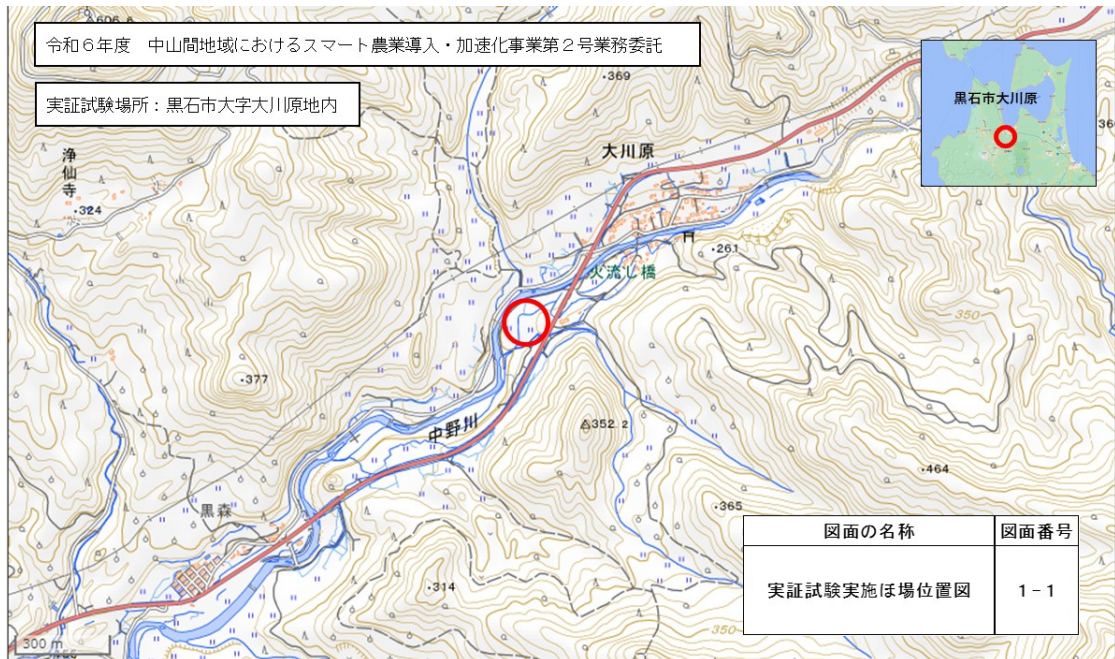 ・606.6
令和６年度　中山間地域におけるスマート農業導入・加速化事業第２号業務委託
・369
実証試験場所：黒石市大字大川原地内
黒石市大川原
36
浄仙寺
・324
大川原
・261
火流し橋
350
・377
352.2
中野川
・464
・365
黒森
図面の名称
図面番号
実証試験実施ほ場位置図
１－１
・314
350
300 m